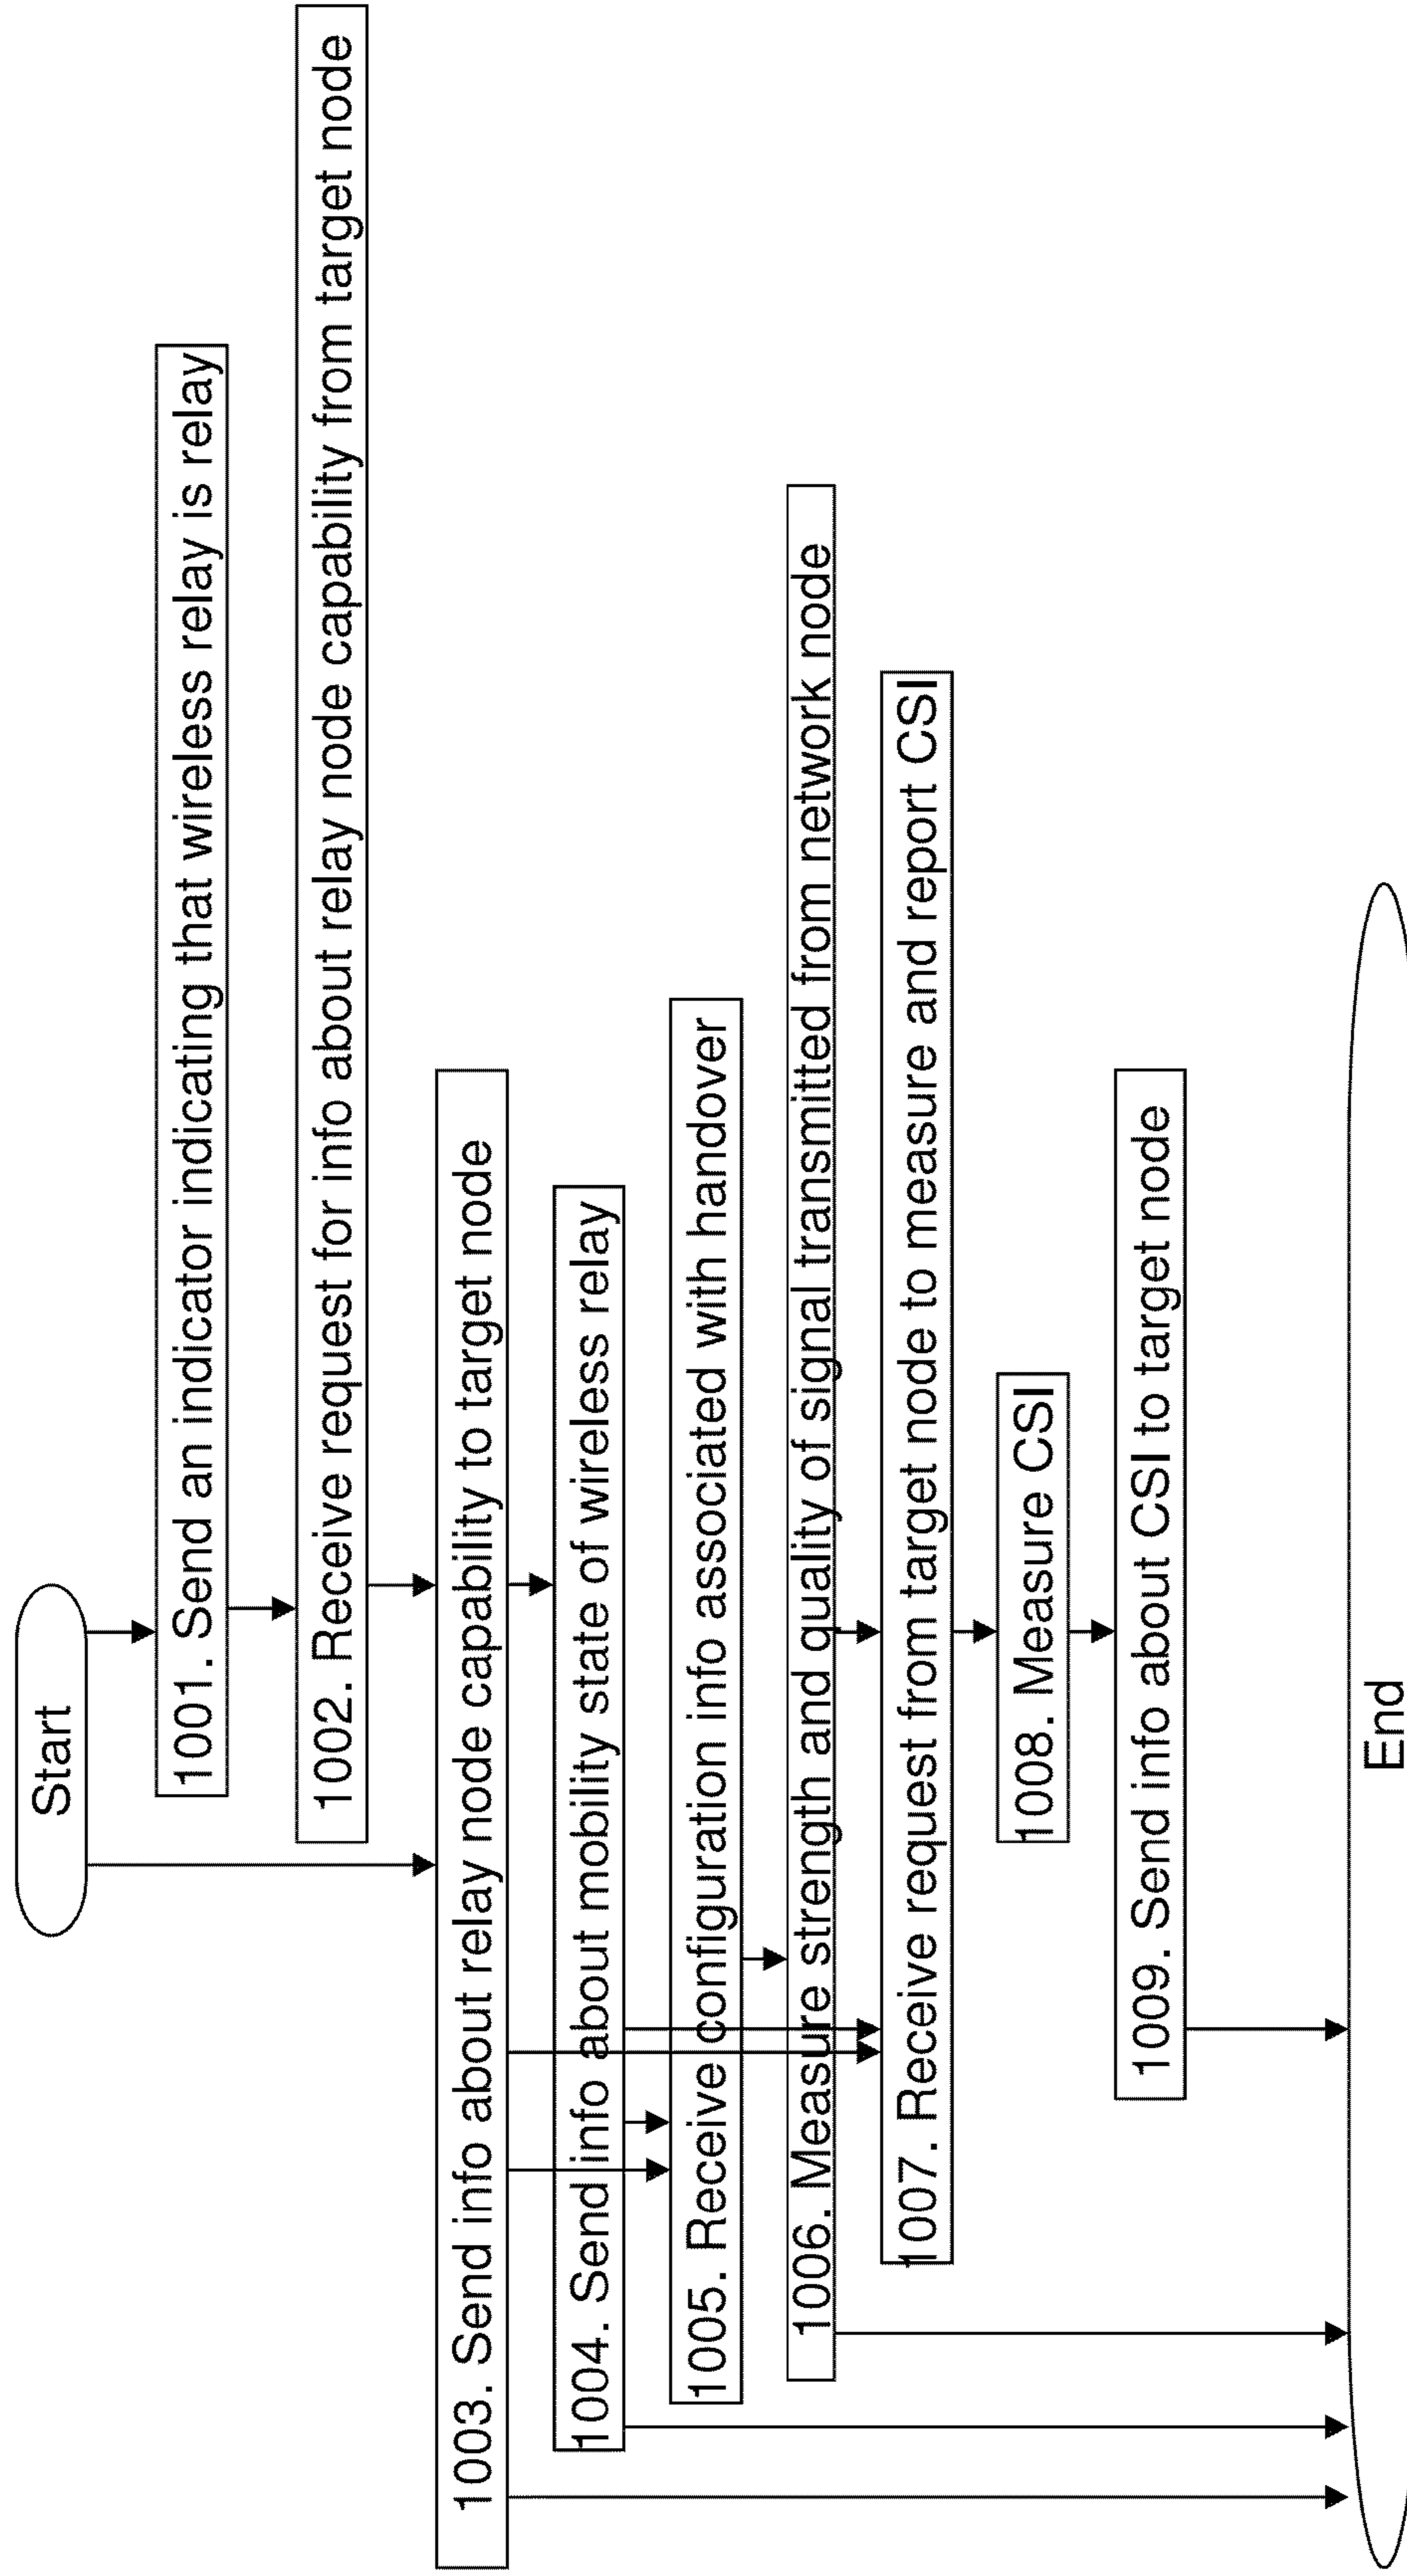 Start
1001. Send an indicator indicating that wireless relay is relay
1002. Receive request for info about relay node capability from target node
1003. Send info about relay node capability to target node
1004. Send info about mobility state of wireless relay
1005. Receive configuration info associated with handover
1006. Measure strength and quality of signal transmitted from network node
1007. Receive request from target node to measure and report CSI
1008. Measure CSI
1009. Send info about CSI to target node
End